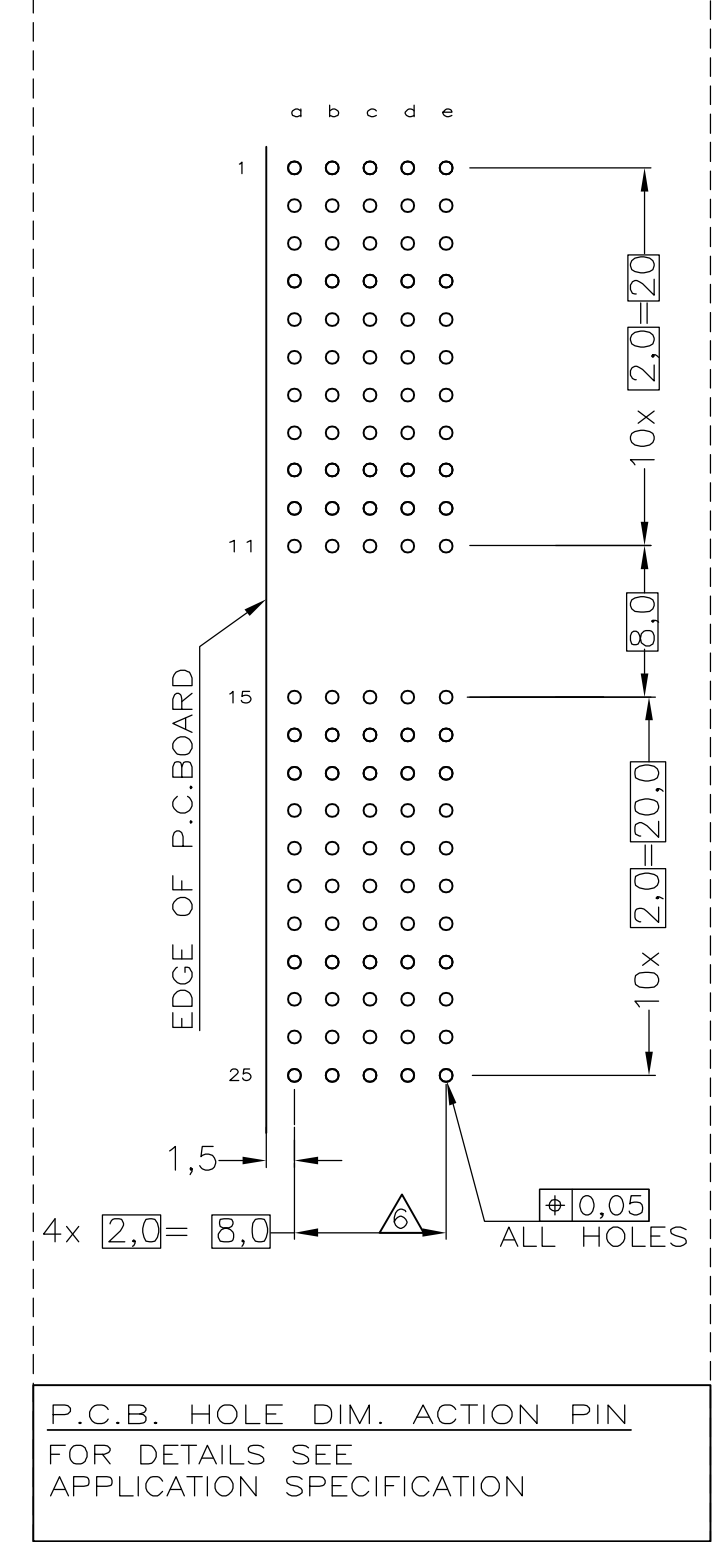 a b c d e
1
10x 2,0=20
11
8,0
EDGE OF P.C.BOARD
15
10x 2,0=20,0
25
1,5
4x 2,0= 8,0
6
⌖ 0,05
ALL HOLES
P.C.B. HOLE DIM. ACTION PIN
FOR DETAILS SEE
APPLICATION SPECIFICATION